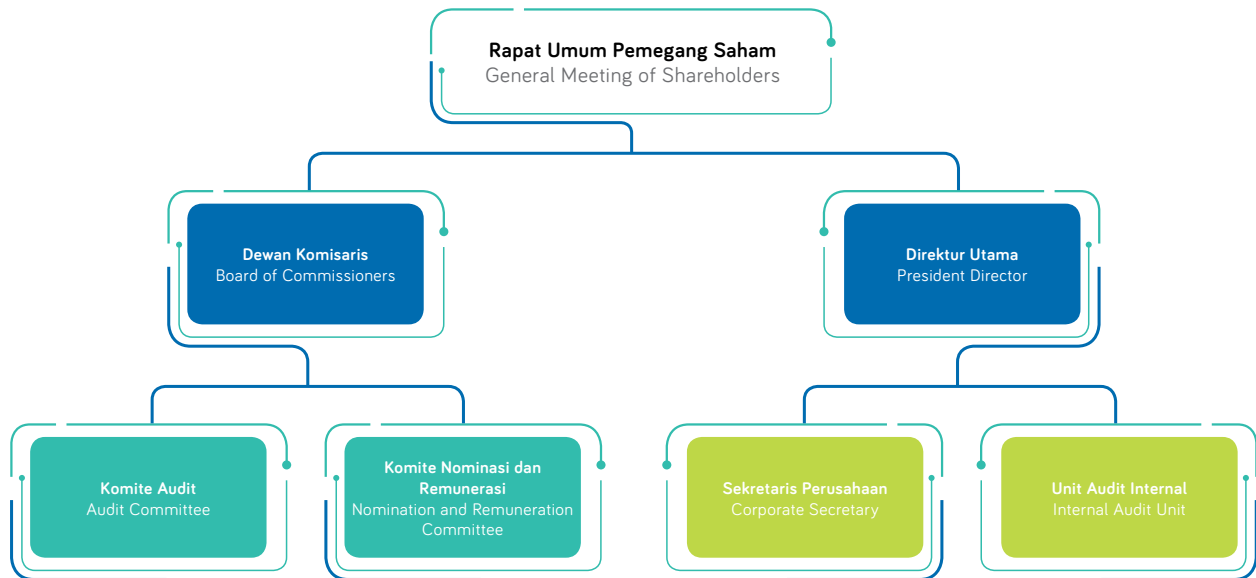 Rapat Umum Pemegang Saham
General Meeting of Shareholders
Dewan Komisaris
Board of Commissioners
Direktur Utama
President Director
Komite Audit
Audit Committee
Komite Nominasi dan
Remunerasi
Nomination and Remuneration
Committee
Sekretaris Perusahaan
Corporate Secretary
Unit Audit Internal
Internal Audit Unit